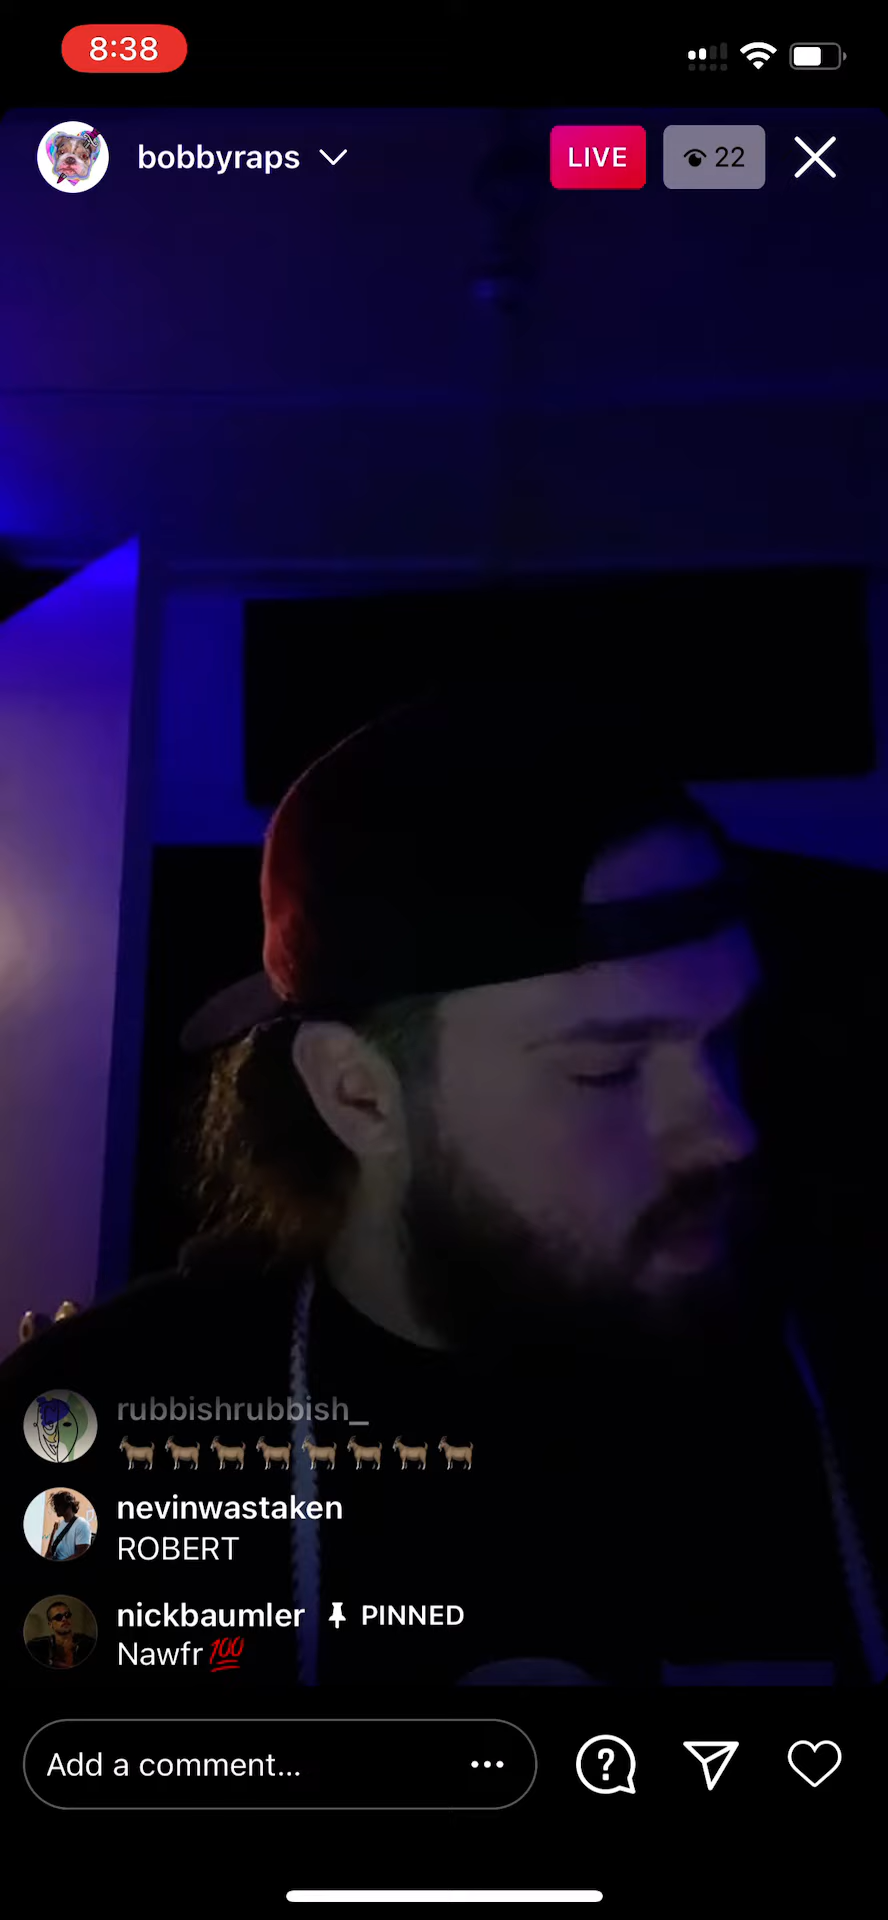 8:38
bobbyraps
LIVE
22
rubbishrubbish_
🐐🐐🐐🐐🐐🐐🐐🐐
nevinwastaken
ROBERT
nickbaumler PINNED
Nawfr💯
Add a comment...